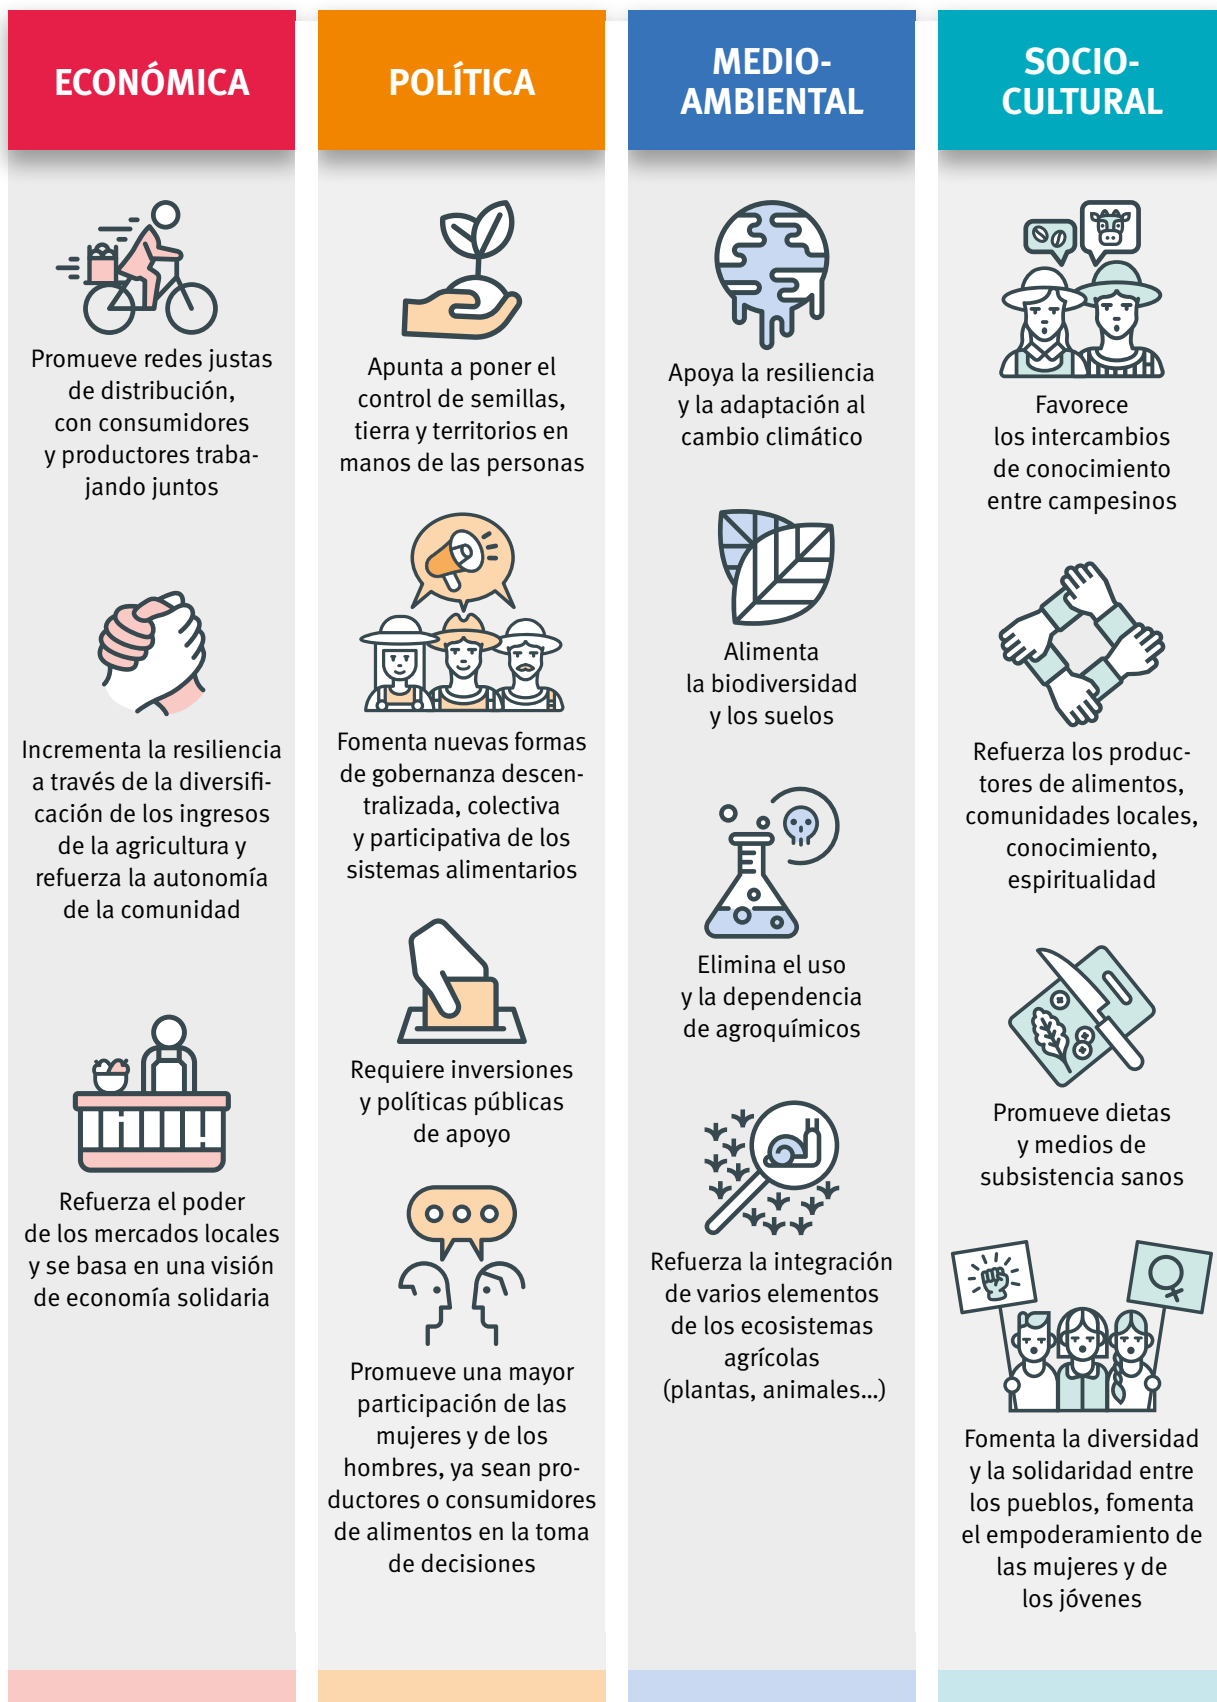 ECONÓMICA
Promueve redes justas
de distribución,
con consumidores
y productores traba-
jando juntos
Incrementa la resiliencia
a través de la diversifi-
cación de los ingresos
de la agricultura y
refuerza la autonomía
de la comunidad
Refuerza el poder
de los mercados locales
y se basa en una visión
de economía solidaria
POLÍTICA
Apunta a poner el
control de semillas,
tierra y territorios en
manos de las personas
Fomenta nuevas formas
de gobernanza descen-
tralizada, colectiva
y participativa de los
sistemas alimentarios
Requiere inversiones
y políticas públicas
de apoyo
Promueve una mayor
participación de las
mujeres y de los
hombres, ya sean pro-
ductores o consumidores
de alimentos en la toma
de decisiones
MEDIO-
AMBIENTAL
Apoya la resiliencia
y la adaptación al
cambio climático
Alimenta
la biodiversidad
y los suelos
Elimina el uso
y la dependencia
de agroquímicos
Refuerza la integración
de varios elementos
de los ecosistemas
agrícolas
(plantas, animales...)
SOCIO-
CULTURAL
Favorece
los intercambios
de conocimiento
entre campesinos
Refuerza los produc-
tores de alimentos,
comunidades locales,
conocimiento,
espiritualidad
Promueve dietas
y medios de
subsistencia sanos
Fomenta la diversidad
y la solidaridad entre
los pueblos, fomenta
el empoderamiento de
las mujeres y de
los jóvenes